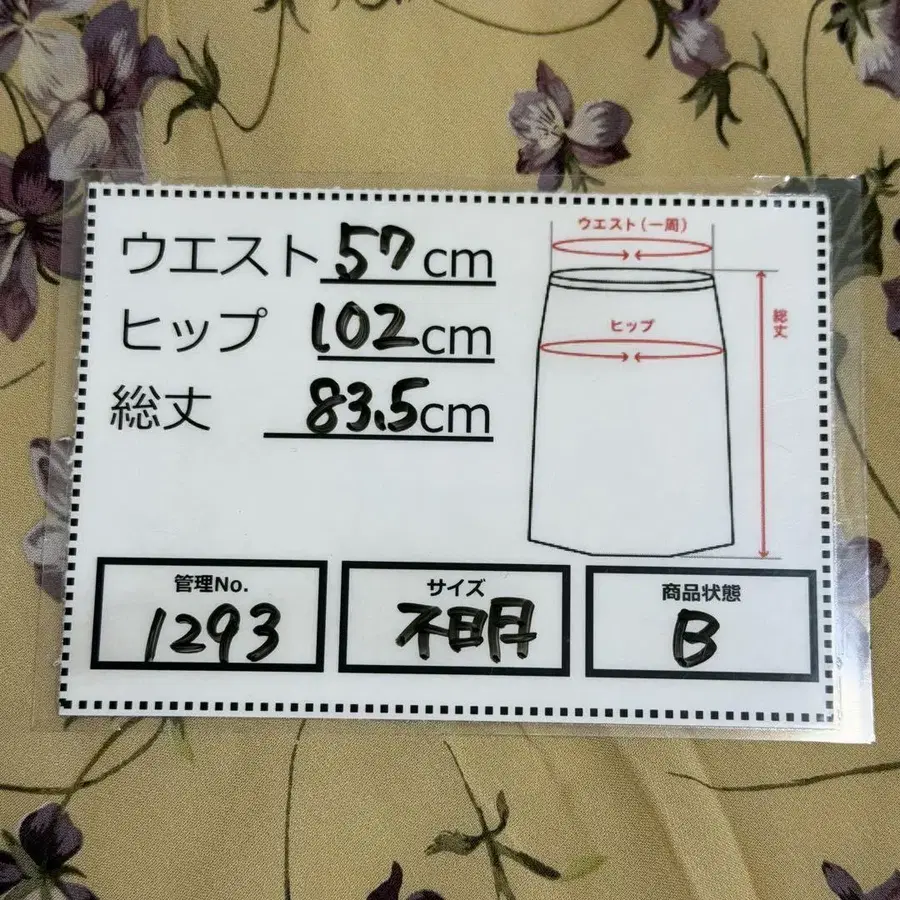 ウエスト 57 cm
ヒップ 102 cm
総丈 83.5 cm
ウエスト(一周)
ヒップ
総丈
管理No.
1293
サイズ
不明
商品状態
B